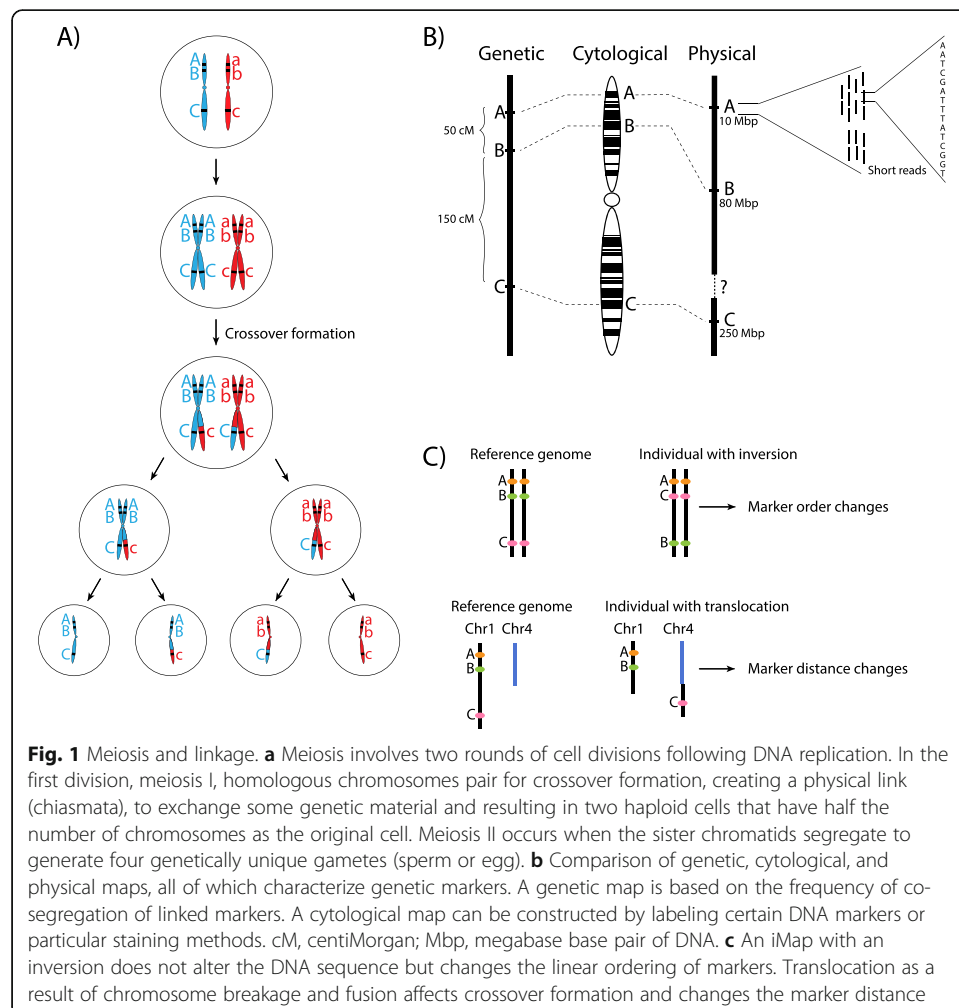 A)
A
B
a
b
C
c
A A
B B
a a
b b
C C
c c
Crossover formation
A A
B B
a a
b b
C c
C c
A A
B B
a a
b b
C c
C c
A
B
A
B
a
b
a
b
C
c
C
c
B)
Genetic
Cytological
Physical
A
50 cM
B
150 cM
C
A
B
C
A
10 Mbp
B
80 Mbp
?
C
250 Mbp
Short reads
AATCGATTTATCGGT
C)
Reference genome
Individual with inversion
A
B
C
A
C
B
Marker order changes
Reference genome
Individual with translocation
Chr1 Chr4
Chr1 Chr4
A
B
C
A
B
C
Marker distance changes
Fig. 1 Meiosis and linkage. a Meiosis involves two rounds of cell divisions following DNA replication. In the
first division, meiosis I, homologous chromosomes pair for crossover formation, creating a physical link
(chiasmata), to exchange some genetic material and resulting in two haploid cells that have half the
number of chromosomes as the original cell. Meiosis II occurs when the sister chromatids segregate to
generate four genetically unique gametes (sperm or egg). b Comparison of genetic, cytological, and
physical maps, all of which characterize genetic markers. A genetic map is based on the frequency of co-
segregation of linked markers. A cytological map can be constructed by labeling certain DNA markers or
particular staining methods. cM, centiMorgan; Mbp, megabase base pair of DNA. c An iMap with an
inversion does not alter the DNA sequence but changes the linear ordering of markers. Translocation as a
result of chromosome breakage and fusion affects crossover formation and changes the marker distance